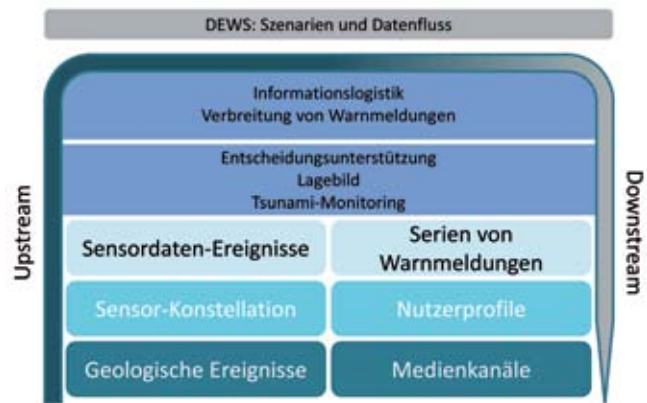 DEWS: Szenarien und Datenfluss
Informationslogistik
Verbreitung von Warnmeldungen
Entscheidungsunterstützung
Lagebild
Tsunami-Monitoring
Upstream
Downstream
Sensordaten-Ereignisse
Serien von
Warnmeldungen
Sensor-Konstellation
Nutzerprofile
Geologische Ereignisse
Medienkanäle